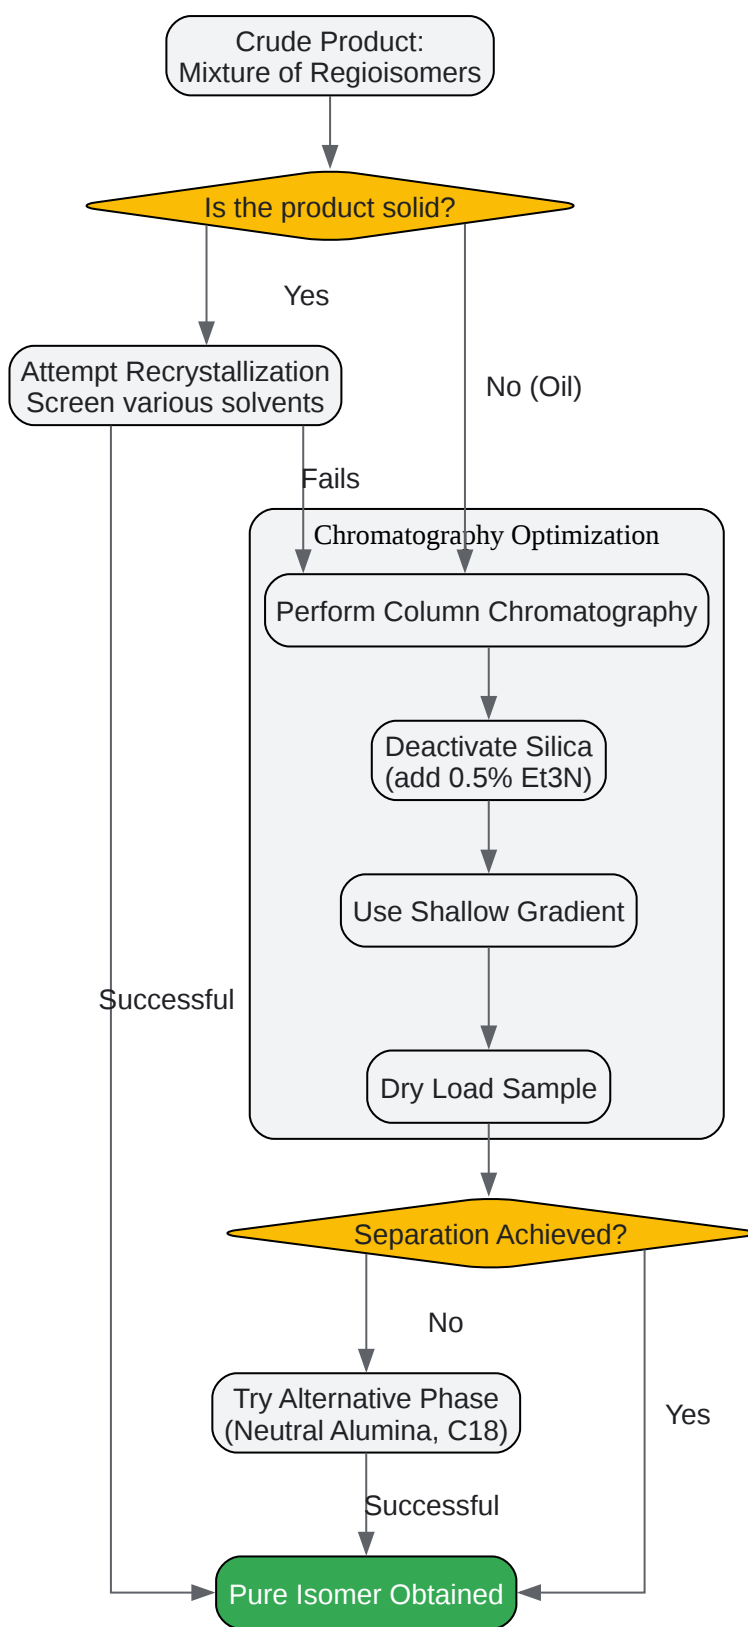 Crude Product:
Mixture of Regioisomers
Is the product solid?
Yes
Attempt Recrystallization
Screen various solvents
No (Oil)
Fails
Chromatography Optimization
Perform Column Chromatography
Deactivate Silica
(add 0.5% Et3N)
Use Shallow Gradient
Successful
Dry Load Sample
Separation Achieved?
No
Try Alternative Phase
(Neutral Alumina, C18)
Yes
Successful
Pure Isomer Obtained